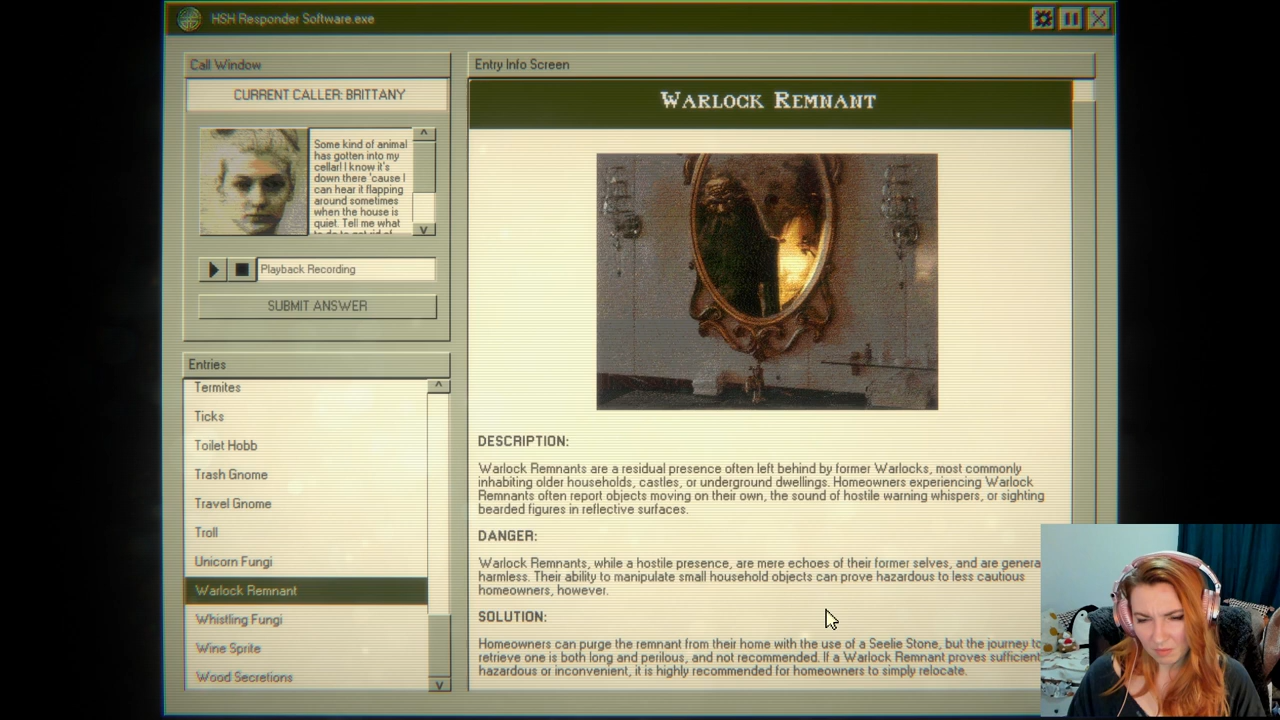 HSH Responder Software.exe
Call Window
CURRENT CALLER: BRITTANY
Some kind of animal
has gotten into my
cellar! I know it's
down there 'cause I
can hear it flapping
around sometimes
when the house is
quiet. Tell me what
to do to get rid of
Playback Recording
SUBMIT ANSWER
Entries
Termites
Ticks
Toilet Hobb
Trash Gnome
Travel Gnome
Troll
Unicorn Fungi
Warlock Remnant
Whistling Fungi
Wine Sprite
Wood Secretions
Entry Info Screen
Warlock Remnant
DESCRIPTION:
Warlock Remnants are a residual presence often left behind by former Warlocks, most commonly
inhabiting older households, castles, or underground dwellings. Homeowners experiencing Warlock
Remnants often report objects moving on their own, the sound of hostile warning whispers, or sighting
bearded figures in reflective surfaces.
DANGER:
Warlock Remnants, while a hostile presence, are mere echoes of their former selves, and are genera
harmless. Their ability to manipulate small household objects can prove hazardous to less cautious
homeowners, however.
SOLUTION:
Homeowners can purge the remnant from their home with the use of a Seelie Stone, but the journey to
retrieve one is both long and perilous, and not recommended. If a Warlock Remnant proves sufficient
hazardous or inconvenient, it is highly recommended for homeowners to simply relocate.